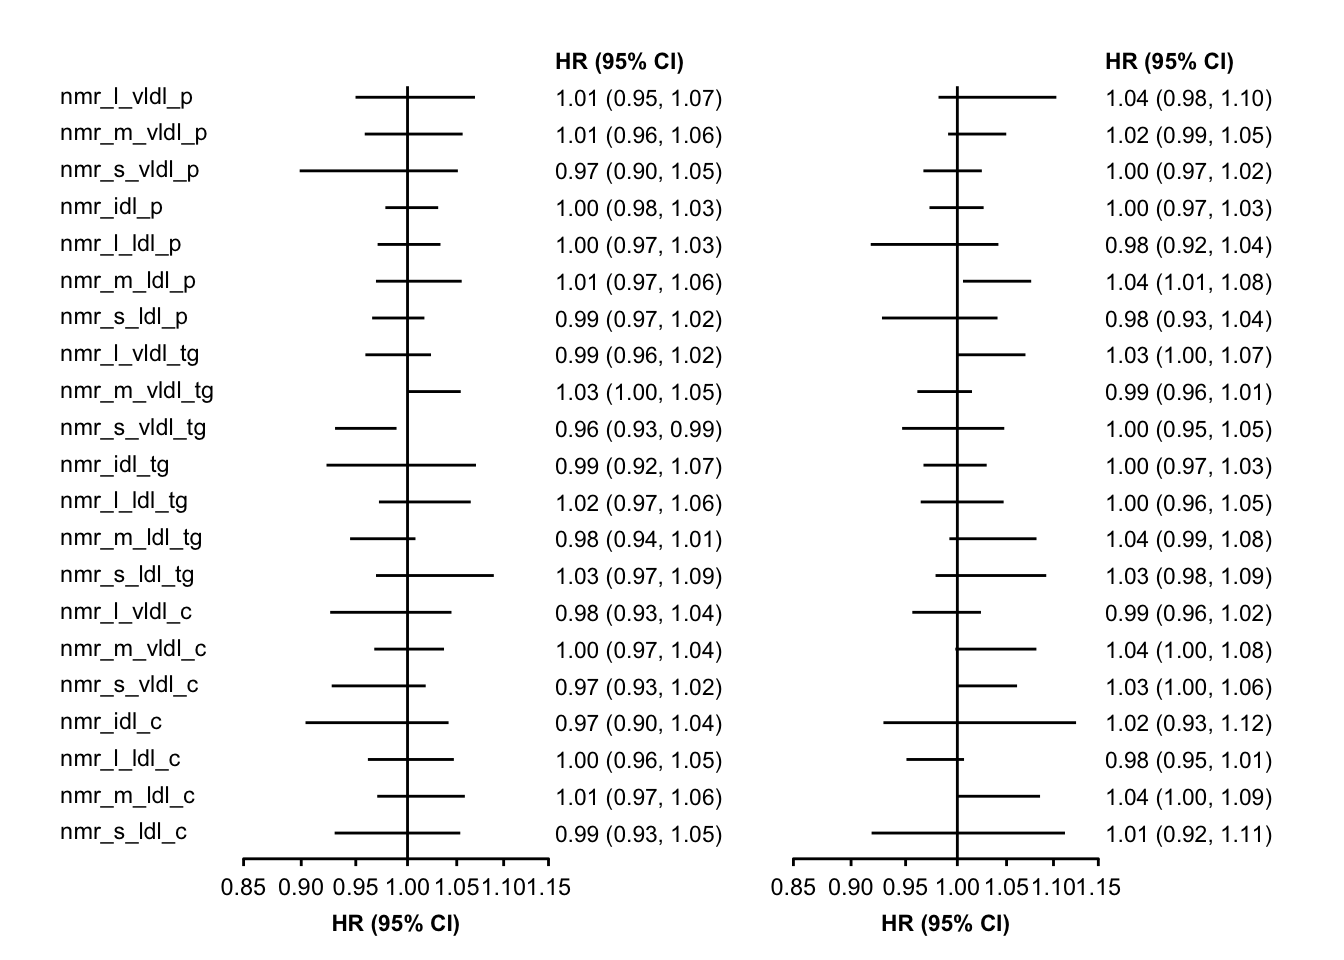 HR (95% CI) HR (95% CI)
nmr_l_vldl_p 1.01 (0.95, 1.07) 1.04 (0.98, 1.10)
nmr_m_vldl_p 1.01 (0.96, 1.06) 1.02 (0.99, 1.05)
nmr_s_vldl_p 0.97 (0.90, 1.05) 1.00 (0.97, 1.02)
nmr_idl_p 1.00 (0.98, 1.03) 1.00 (0.97, 1.03)
nmr_l_ldl_p 1.00 (0.97, 1.03) 0.98 (0.92, 1.04)
nmr_m_ldl_p 1.01 (0.97, 1.06) 1.04 (1.01, 1.08)
nmr_s_ldl_p 0.99 (0.97, 1.02) 0.98 (0.93, 1.04)
nmr_l_vldl_tg 0.99 (0.96, 1.02) 1.03 (1.00, 1.07)
nmr_m_vldl_tg 1.03 (1.00, 1.05) 0.99 (0.96, 1.01)
nmr_s_vldl_tg 0.96 (0.93, 0.99) 1.00 (0.95, 1.05)
nmr_idl_tg 0.99 (0.92, 1.07) 1.00 (0.97, 1.03)
nmr_l_ldl_tg 1.02 (0.97, 1.06) 1.00 (0.96, 1.05)
nmr_m_ldl_tg 0.98 (0.94, 1.01) 1.04 (0.99, 1.08)
nmr_s_ldl_tg 1.03 (0.97, 1.09) 1.03 (0.98, 1.09)
nmr_l_vldl_c 0.98 (0.93, 1.04) 0.99 (0.96, 1.02)
nmr_m_vldl_c 1.00 (0.97, 1.04) 1.04 (1.00, 1.08)
nmr_s_vldl_c 0.97 (0.93, 1.02) 1.03 (1.00, 1.06)
nmr_idl_c 0.97 (0.90, 1.04) 1.02 (0.93, 1.12)
nmr_l_ldl_c 1.00 (0.96, 1.05) 0.98 (0.95, 1.01)
nmr_m_ldl_c 1.01 (0.97, 1.06) 1.04 (1.00, 1.09)
nmr_s_ldl_c 0.99 (0.93, 1.05) 1.01 (0.92, 1.11)
0.85 0.90 0.95 1.00 1.05 1.10 1.15 0.85 0.90 0.95 1.00 1.05 1.10 1.15
HR (95% CI) HR (95% CI)